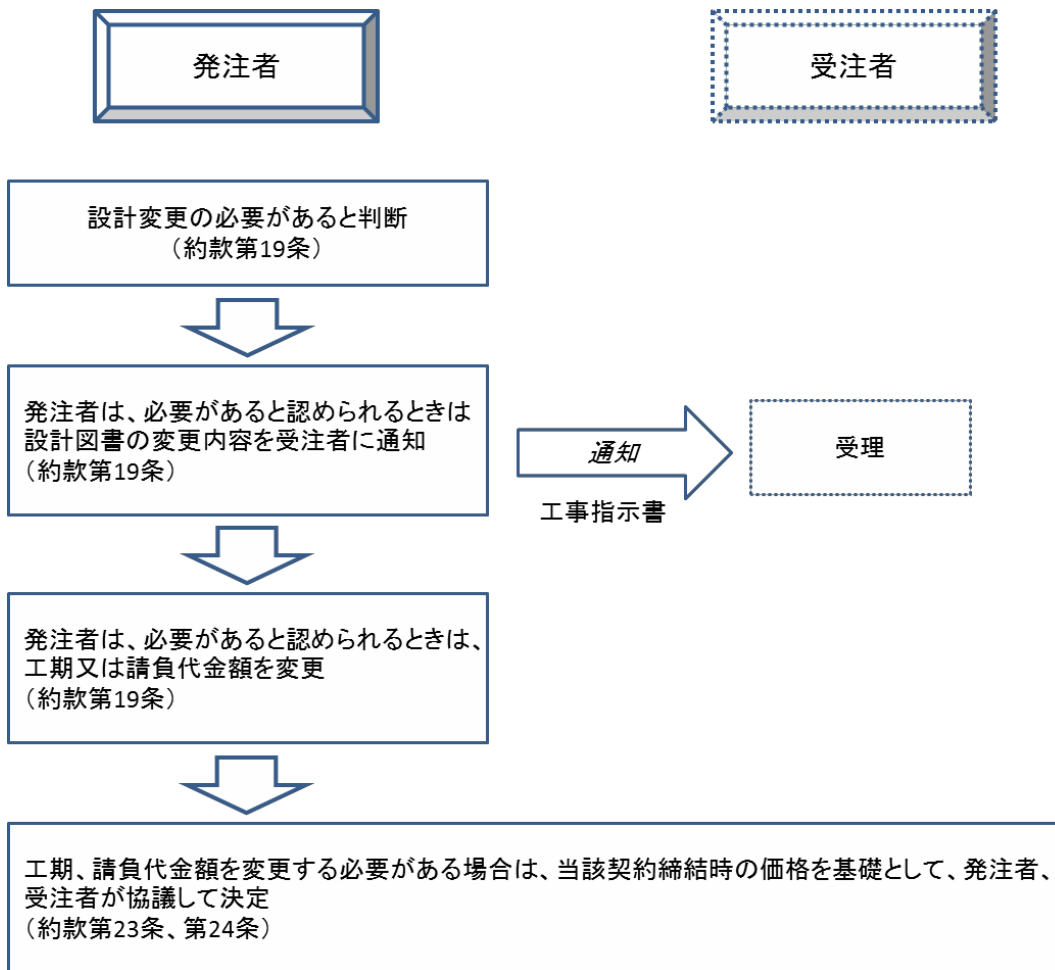 発注者
受注者
設計変更の必要があると判断
（約款第19条）
発注者は、必要があると認められるときは
設計図書の変更内容を受注者に通知
（約款第19条）
通知
工事指示書
受理
発注者は、必要があると認められるときは、
工期又は請負代金額を変更
（約款第19条）
工期、請負代金額を変更する必要がある場合は、当該契約締結時の価格を基礎として、発注者、
受注者が協議して決定
（約款第23条、第24条）